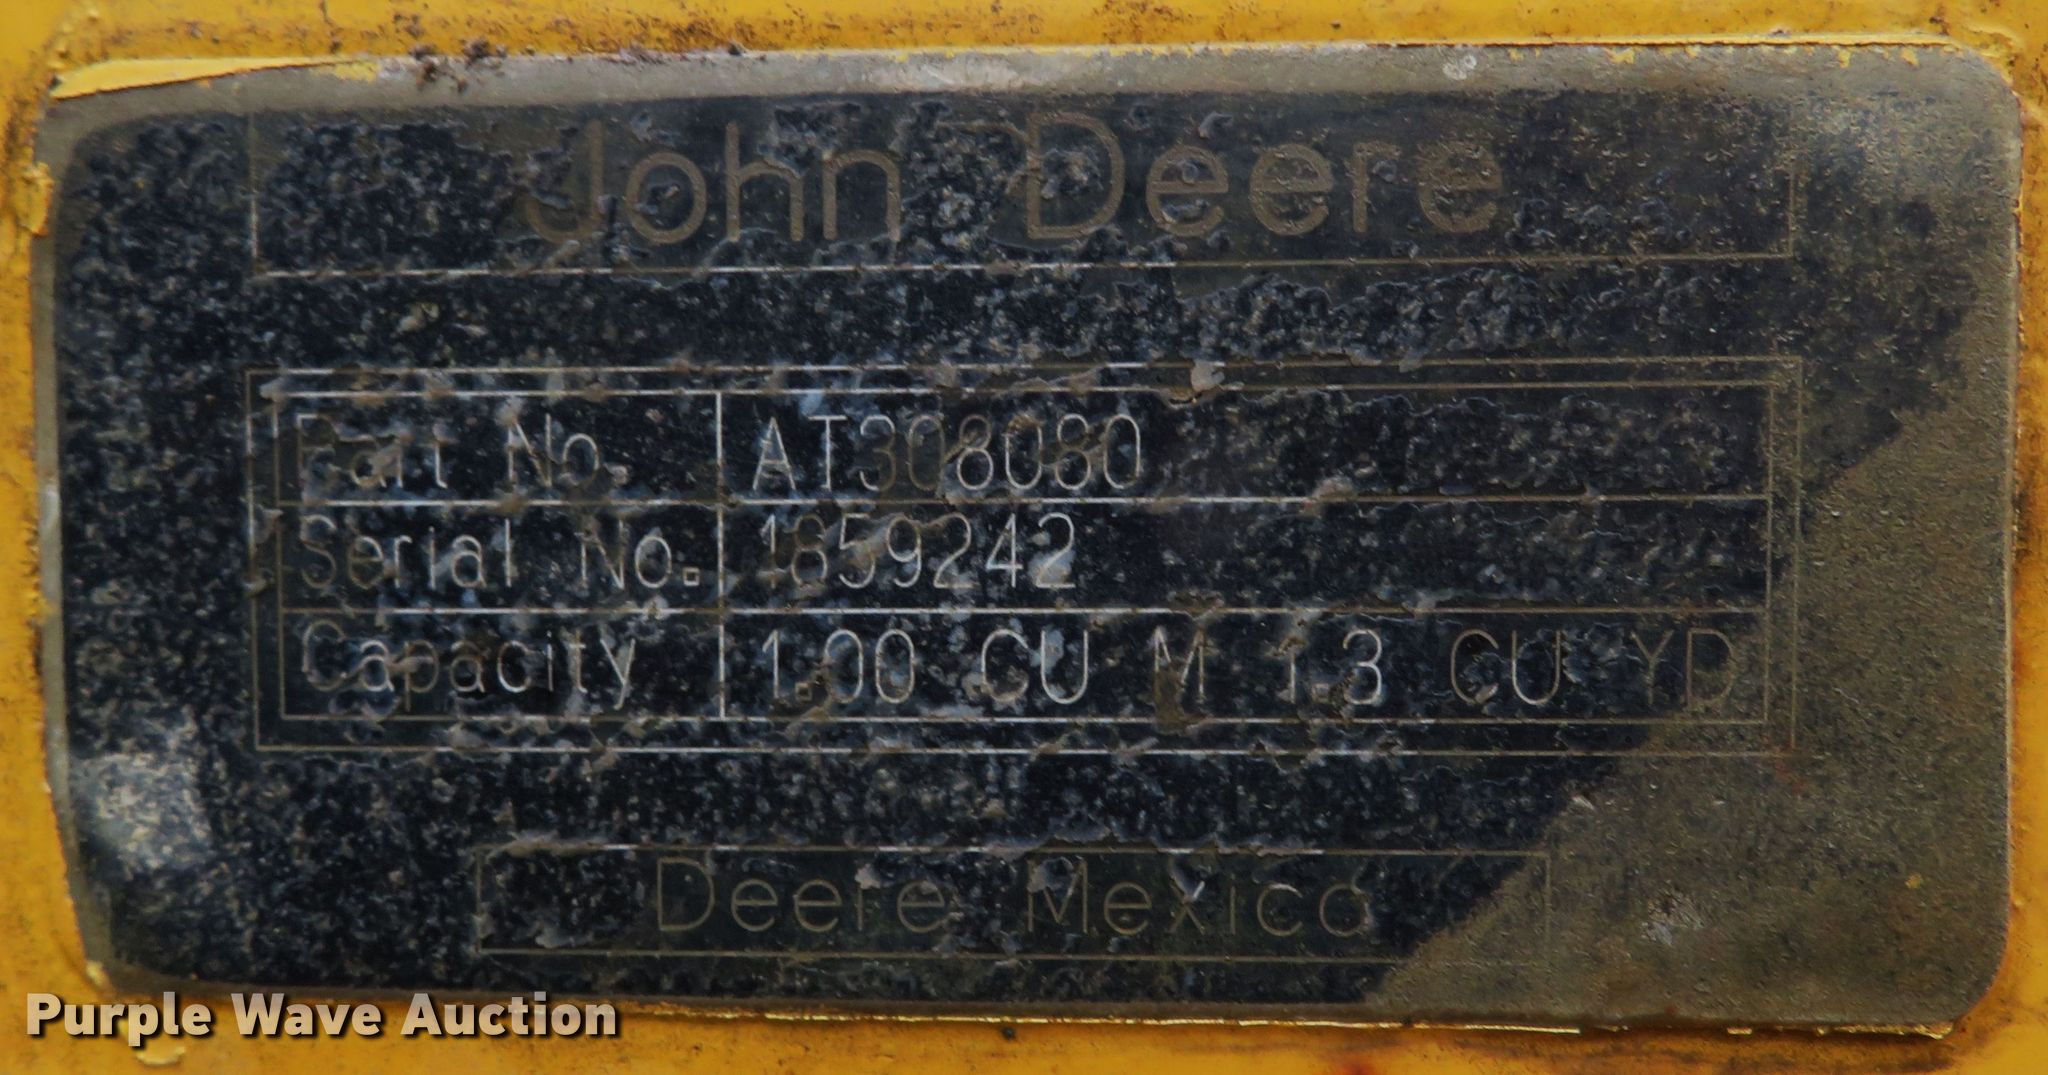 John Deere
Part No. AT308080
Serial No. 1859242
Capacity 1.00 CU M 1.3 CU YD
Deere Mexico
Purple Wave Auction